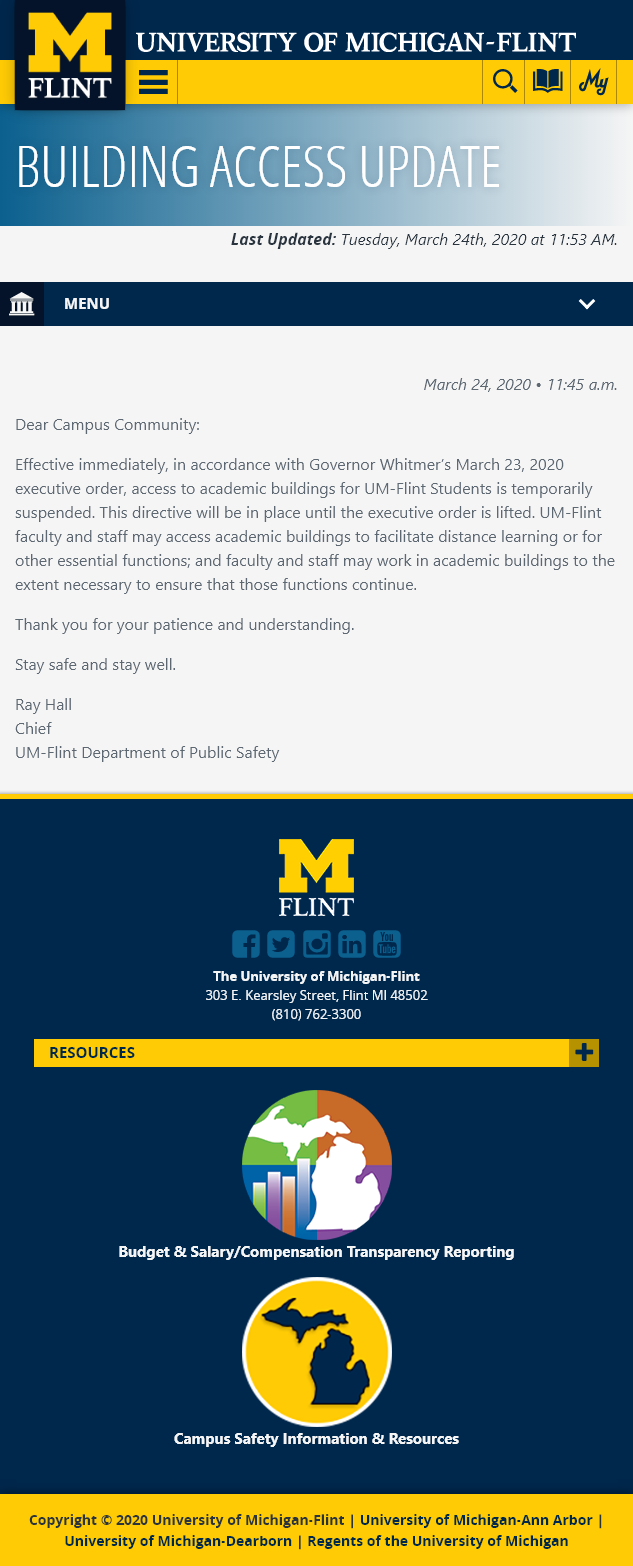 M
FLINT
UNIVERSITY OF MICHIGAN-FLINT
My
BUILDING ACCESS UPDATE
Last Updated: Tuesday, March 24th, 2020 at 11:53 AM.
MENU
March 24, 2020 • 11:45 a.m.
Dear Campus Community:
Effective immediately, in accordance with Governor Whitmer’s March 23, 2020
executive order, access to academic buildings for UM-Flint Students is temporarily
suspended. This directive will be in place until the executive order is lifted. UM-Flint
faculty and staff may access academic buildings to facilitate distance learning or for
other essential functions; and faculty and staff may work in academic buildings to the
extent necessary to ensure that those functions continue.
Thank you for your patience and understanding.
Stay safe and stay well.
Ray Hall
Chief
UM-Flint Department of Public Safety
M
FLINT
f in You Tube
The University of Michigan-Flint
303 E. Kearsley Street, Flint MI 48502
(810) 762-3300
RESOURCES
Budget & Salary/Compensation Transparency Reporting
Campus Safety Information & Resources
Copyright © 2020 University of Michigan-Flint | University of Michigan-Ann Arbor |
University of Michigan-Dearborn | Regents of the University of Michigan